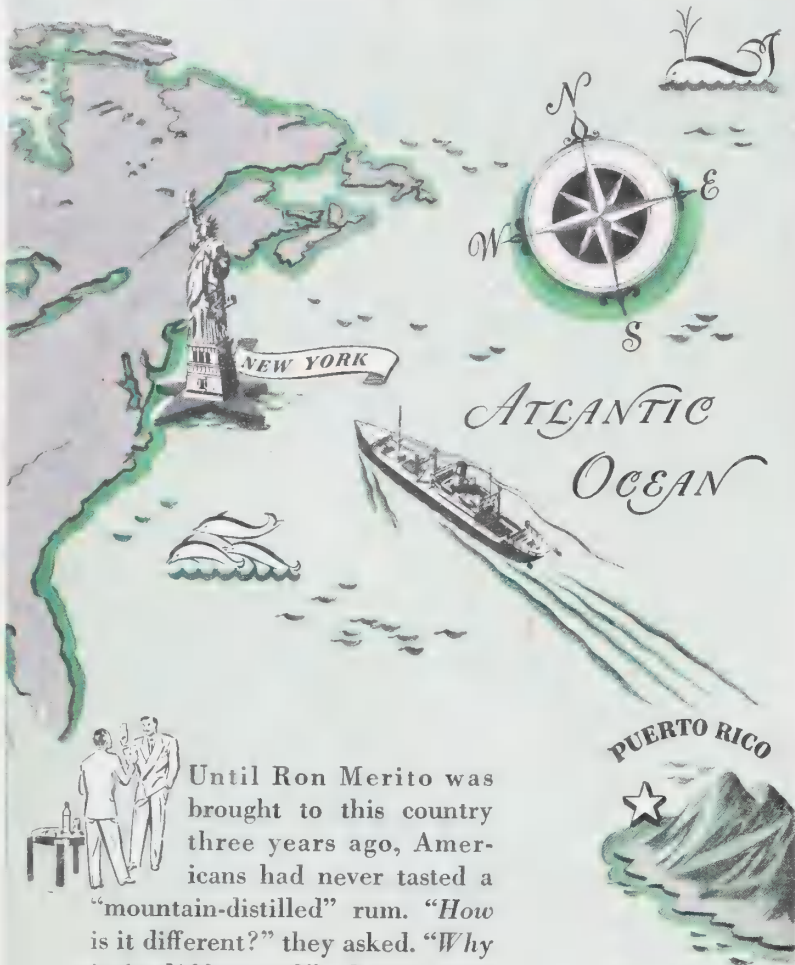 N
E
W
S
NEW YORK
ATLANTIC
OCEAN
PUERTO RICO
Until Ron Merito was
brought to this country
three years ago, Amer-
icans had never tasted a
“mountain-distilled” rum. “How
is it different?” they asked. “Why